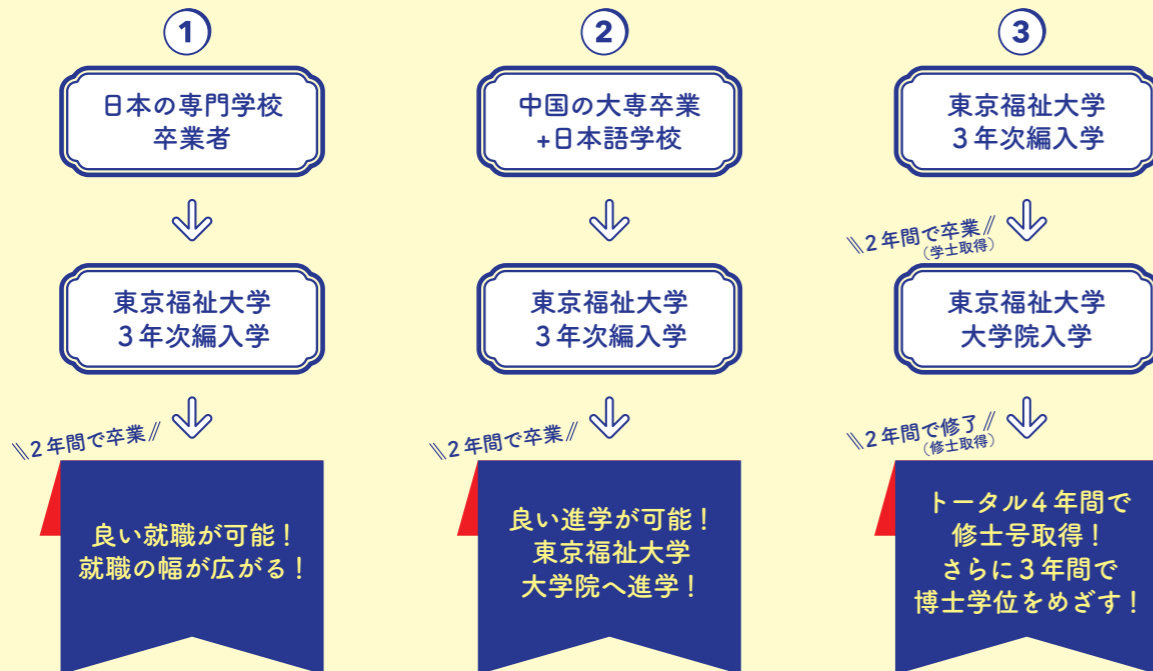 1
日本の専門学校
卒業者
東京福祉大学
3年次編入学
\\2年間で卒業//
良い就職が可能！
就職の幅が広がる！
2
中国の大専卒業
+日本語学校
東京福祉大学
3年次編入学
\\2年間で卒業//
良い進学が可能！
東京福祉大学
大学院へ進学！
3
東京福祉大学
3年次編入学
\\2年間で卒業//
（学士取得）
東京福祉大学
大学院入学
\\2年間で修了//
（修士取得）
トータル4年間で
修士号取得！
さらに3年間で
博士学位をめざす！